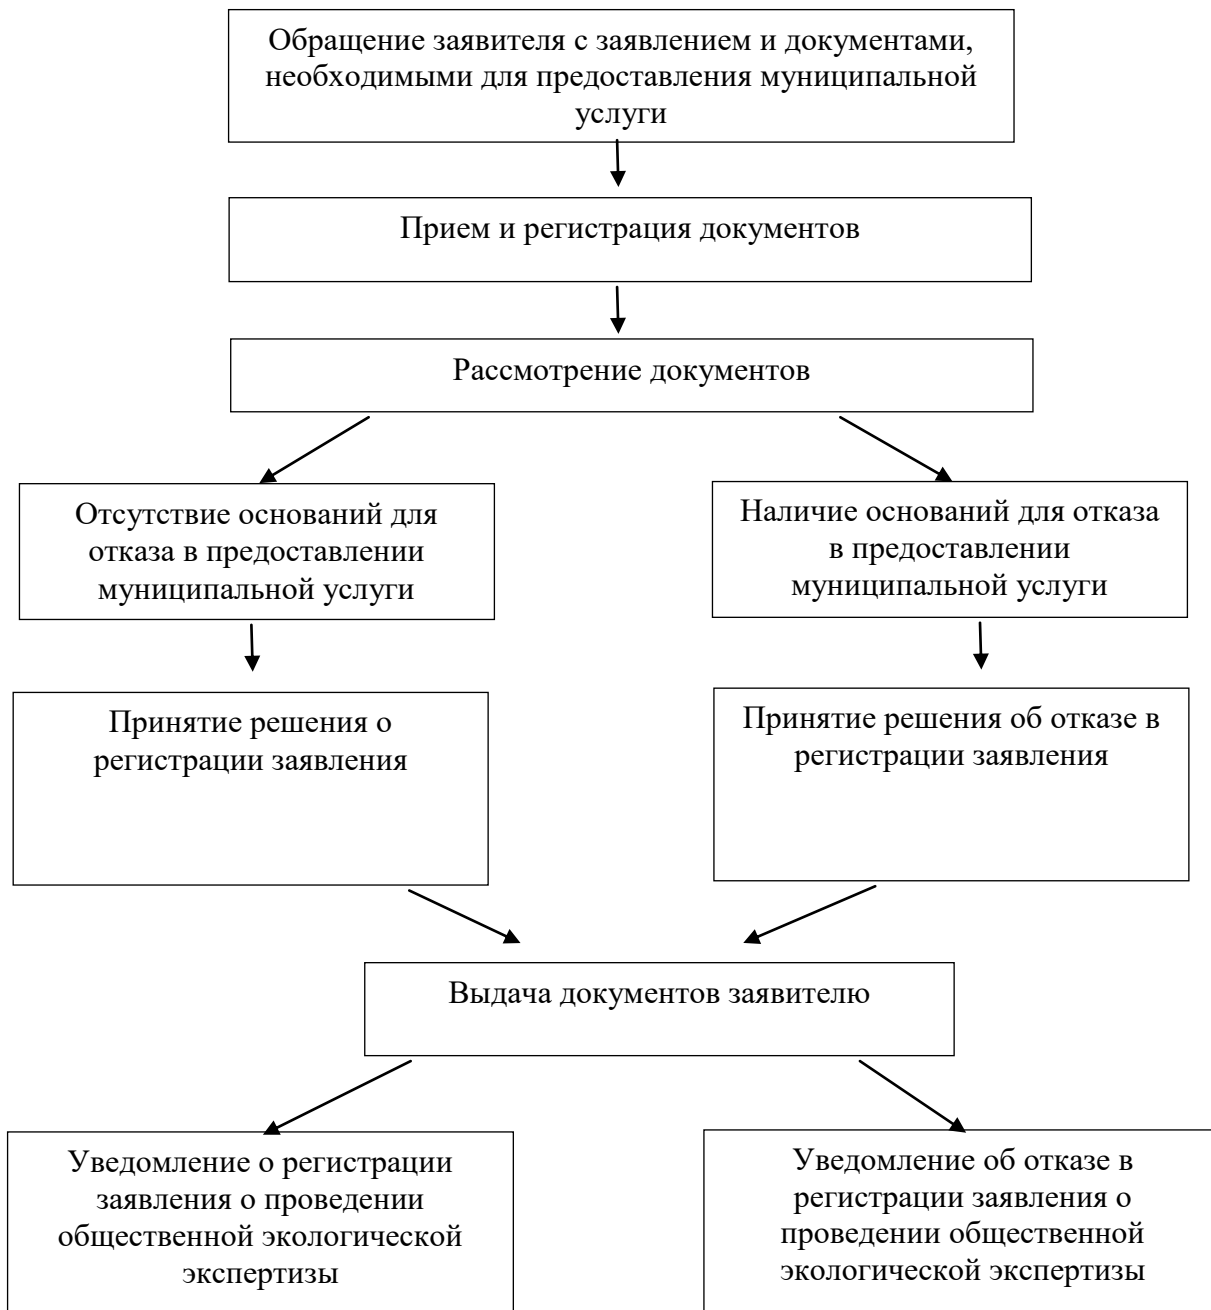 Обращение заявителя с заявлением и документами,
необходимыми для предоставления муниципальной
услуги
Прием и регистрация документов
Рассмотрение документов
Отсутствие оснований для
отказа в предоставлении
муниципальной услуги
Наличие оснований для отказа
в предоставлении
муниципальной услуги
Принятие решения о
регистрации заявления
Принятие решения об отказе в
регистрации заявления
Выдача документов заявителю
Уведомление о регистрации
заявления о проведении
общественной экологической
экспертизы
Уведомление об отказе в
регистрации заявления о
проведении общественной
экологической экспертизы